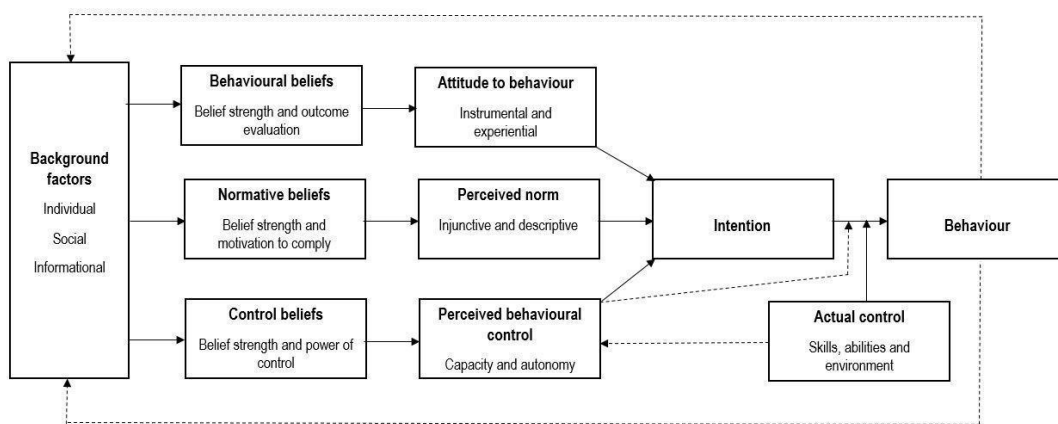 Background
factors
Individual
Social
Informational
Behavioural beliefs
Belief strength and outcome
evaluation
Attitude to behaviour
Instrumental and
experiential
Normative beliefs
Belief strength and
motivation to comply
Perceived norm
Injunctive and descriptive
Control beliefs
Belief strength and power of
control
Perceived behavioural
control
Capacity and autonomy
Intention
Behaviour
Actual control
Skills, abilities and
environment